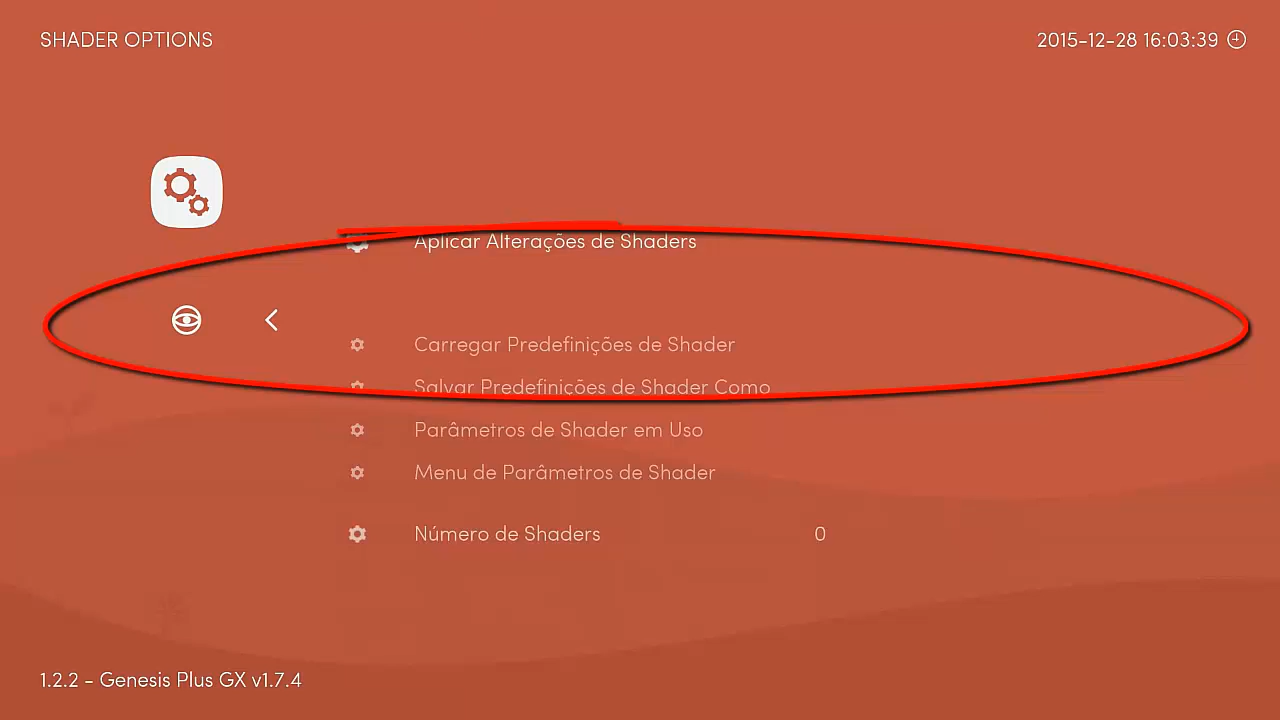 SHADER OPTIONS
2015-12-28 16:03:39
Aplicar Alterações de Shaders
Carregar Predefinições de Shader
Salvar Predefinições de Shader Como
Parâmetros de Shader em Uso
Menu de Parâmetros de Shader
Número de Shaders 0
1.2.2 - Genesis Plus GX v1.7.4